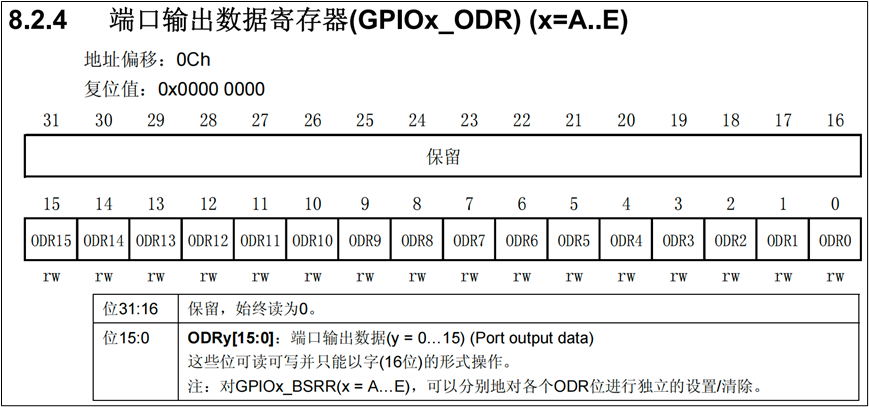 8.2.4 端口输出数据寄存器(GPIOx_ODR) (x=A..E)
地址偏移：0Ch
复位值：0x0000 0000
31 30 29 28 27 26 25 24 23 22 21 20 19 18 17 16
保留
15 14 13 12 11 10 9 8 7 6 5 4 3 2 1 0
ODR15 ODR14 ODR13 ODR12 ODR11 ODR10 ODR9 ODR8 ODR7 ODR6 ODR5 ODR4 ODR3 ODR2 ODR1 ODR0
rw rw rw rw rw rw rw rw rw rw rw rw rw rw rw rw
位31:16 保留，始终读为0。
位15:0 ODRy[15:0]：端口输出数据(y = 0…15) (Port output data)
这些位可读可写并只能以字(16位)的形式操作。
注：对GPIOx_BSRR(x = A…E)，可以分别地对各个ODR位进行独立的设置/清除。